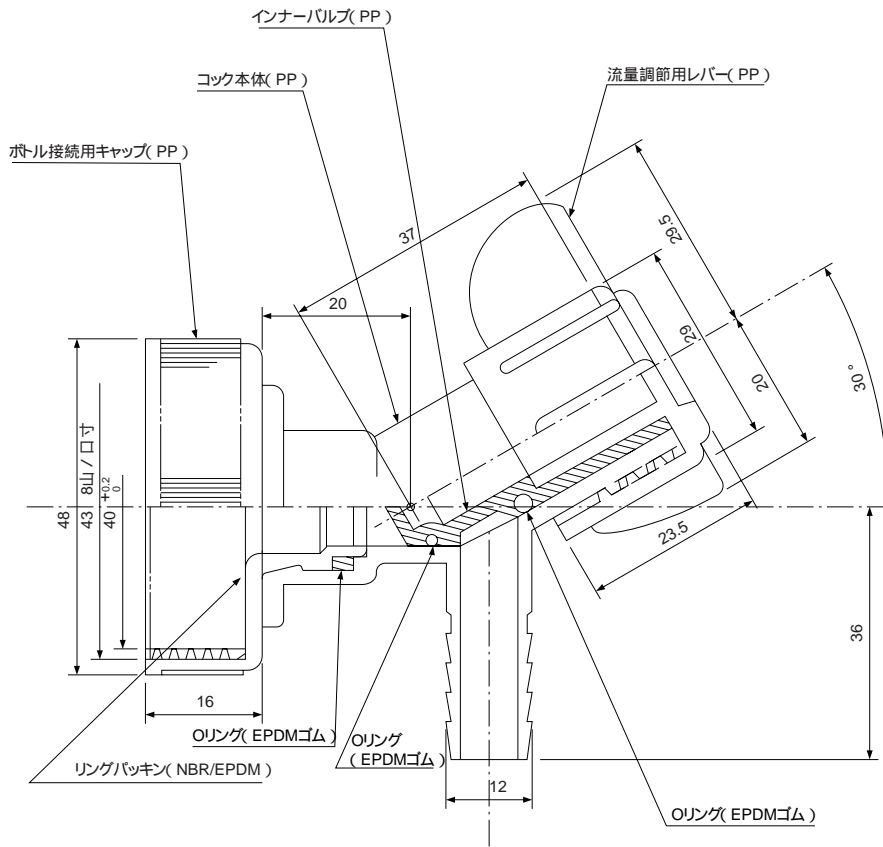 インナーバルブ( PP )
コック本体( PP )
流量調節用レバー( PP )
ボトル接続用キャップ( PP )
37
29.5
20
29
20
30°
48
43 8山 / 口寸
40 +0.2 0
23.5
36
16
Oリング( EPDMゴム )
Oリング
( EPDMゴム )
リングパッキン( NBR/EPDM )
12
Oリング( EPDMゴム )